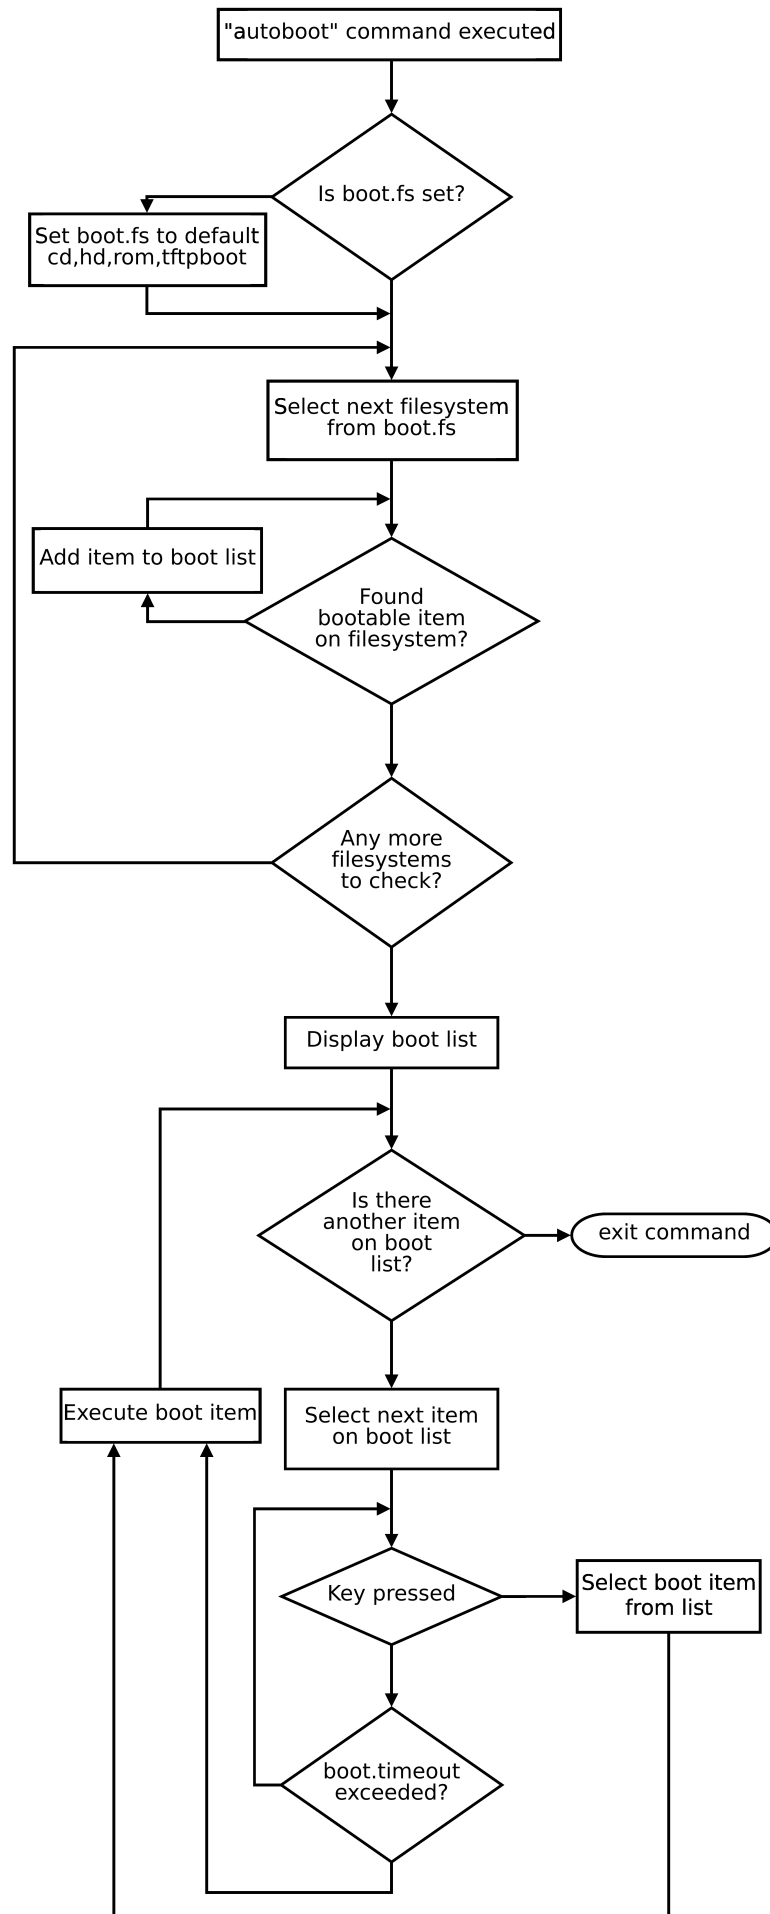 "autoboot" command executed
Is boot.fs set?
Set boot.fs to default
cd,hd,rom,tftpboot
Select next filesystem
from boot.fs
Add item to boot list
Found
bootable item
on filesystem?
Any more
filesystems
to check?
Display boot list
Is there
another item
on boot
list?
exit command
Execute boot item
Select next item
on boot list
Key pressed
Select boot item
from list
boot.timeout
exceeded?